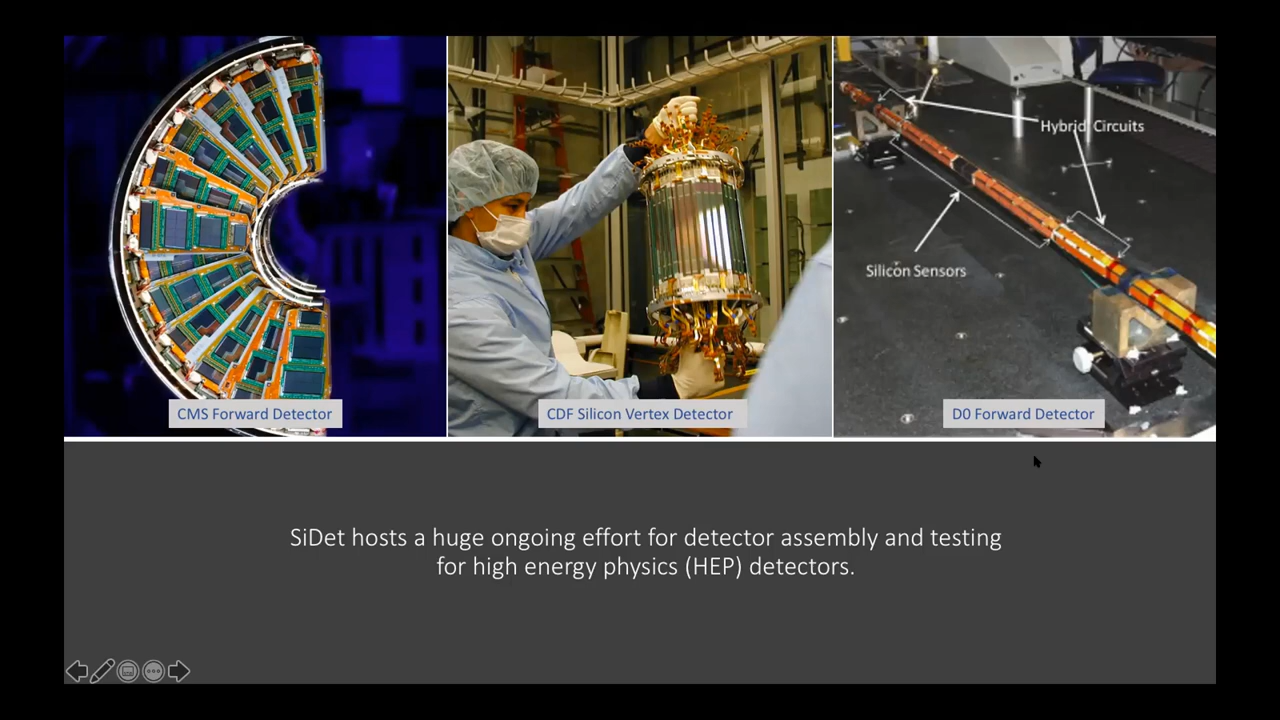 Hybrid Circuits
Silicon Sensors
CMS Forward Detector
CDF Silicon Vertex Detector
D0 Forward Detector
SiDet hosts a huge ongoing effort for detector assembly and testing
for high energy physics (HEP) detectors.